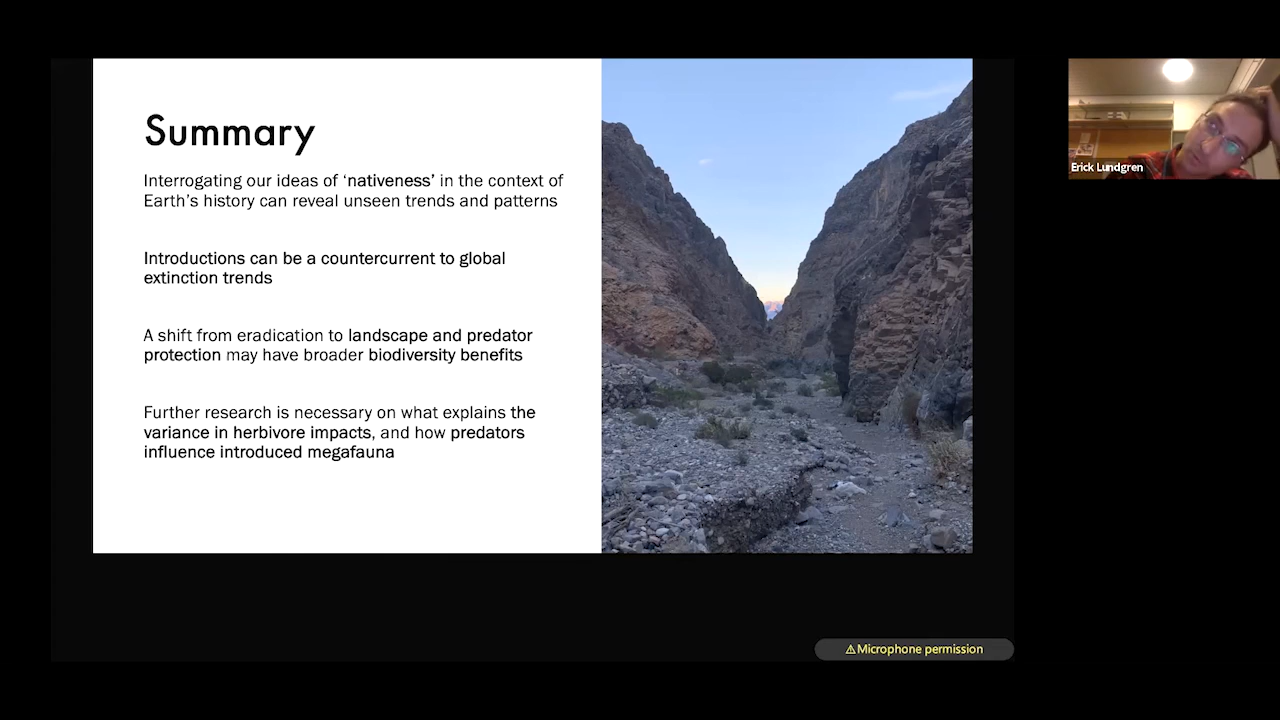 Summary
Interrogating our ideas of ‘nativeness’ in the context of
Earth’s history can reveal unseen trends and patterns
Introductions can be a countercurrent to global
extinction trends
A shift from eradication to landscape and predator
protection may have broader biodiversity benefits
Further research is necessary on what explains the
variance in herbivore impacts, and how predators
influence introduced megafauna
Erick Lundgren
⚠Microphone permission